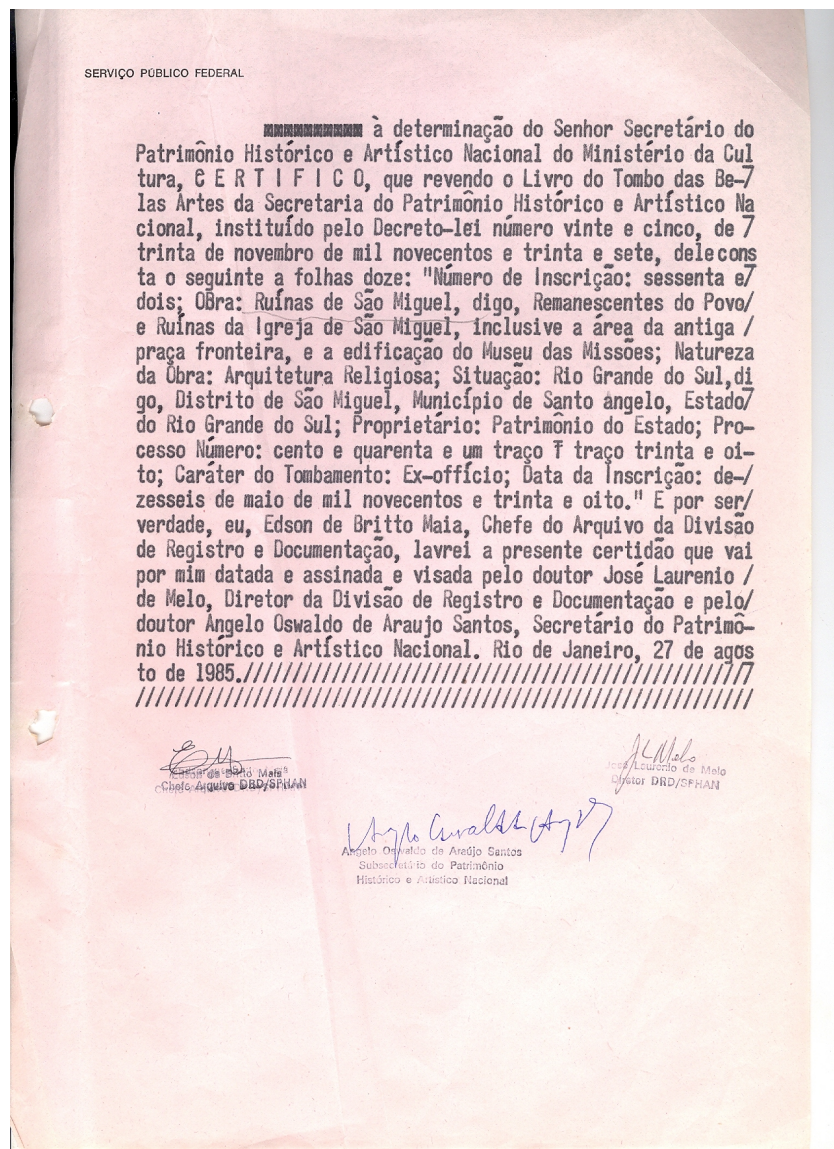 SERVIÇO PÚBLICO FEDERAL
à determinação do Senhor Secretário do
Patrimônio Histórico e Artístico Nacional do Ministério da Cul
tura, C E R T I F I C O, que revendo o Livro do Tombo das Be-/
las Artes da Secretaria do Patrimônio Histórico e Artístico Na
cional, instituído pelo Decreto-lei número vinte e cinco, de /
trinta de novembro de mil novecentos e trinta e sete, dele cons
ta o seguinte a folhas doze: "Número de Inscrição: sessenta e/
dois; OBra: Ruínas de São Miguel, digo, Remanescentes do Povo/
e Ruínas da Igreja de São Miguel, inclusive a área da antiga /
praça fronteira, e a edificação do Museu das Missões; Natureza
da Obra: Arquitetura Religiosa; Situação: Rio Grande do Sul,di
go, Distrito de São Miguel, Município de Santo ângelo, Estado/
do Rio Grande do Sul; Proprietário: Patrimônio do Estado; Pro-
cesso Número: cento e quarenta e um traço T traço trinta e oi-
to; Caráter do Tombamento: Ex-offício; Data da Inscrição: de-/
zesseis de maio de mil novecentos e trinta e oito." E por ser/
verdade, eu, Edson de Britto Maia, Chefe do Arquivo da Divisão
de Registro e Documentação, lavrei a presente certidão que vai
por mim datada e assinada e visada pelo doutor José Laurenio /
de Melo, Diretor da Divisão de Registro e Documentação e pelo/
doutor Angelo Oswaldo de Araujo Santos, Secretário do Patrimô-
nio Histórico e Artístico Nacional. Rio de Janeiro, 27 de agos
to de 1985.////////////////////////////////////////////////////
///////////////////////////////////////////////////////////////
JL Melo
Edson de Britto Maia
Chefe Arquivo DRD/SPHAN
José Laurenio de Melo
Diretor DRD/SPHAN
Angelo Oswaldo de Araújo Santos
Subsecretário do Patrimônio
Histórico e Artístico Nacional